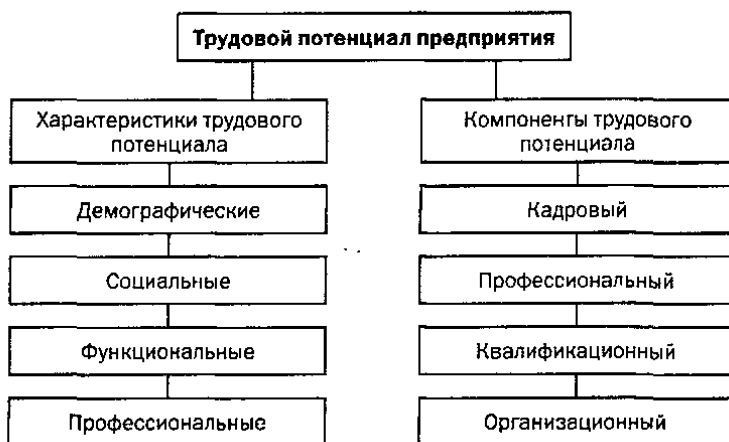 Трудовой потенциал предприятия
Характеристики трудового
потенциала
Демографические
Социальные
Функциональные
Профессиональные
Компоненты трудового
потенциала
Кадровый
Профессиональный
Квалификационный
Организационный